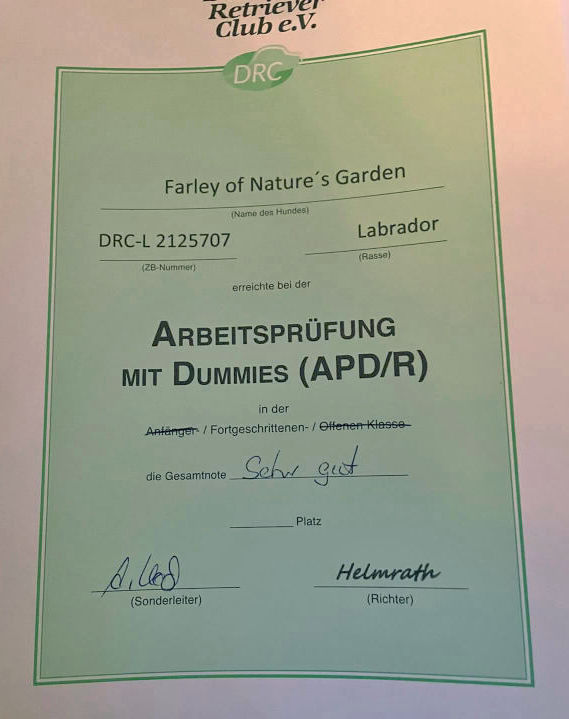 Retriever
Club e.V.
DRC
Farley of Nature´s Garden
(Name des Hundes)
DRC-L 2125707 Labrador
(ZB-Nummer) (Rasse)
erreichte bei der
ARBEITSPRÜFUNG
MIT DUMMIES (APD/R)
in der
Anfänger- / Fortgeschrittenen- / Offenen Klasse
die Gesamtnote Sehr gut
Platz
Helmrath
(Sonderleiter) (Richter)